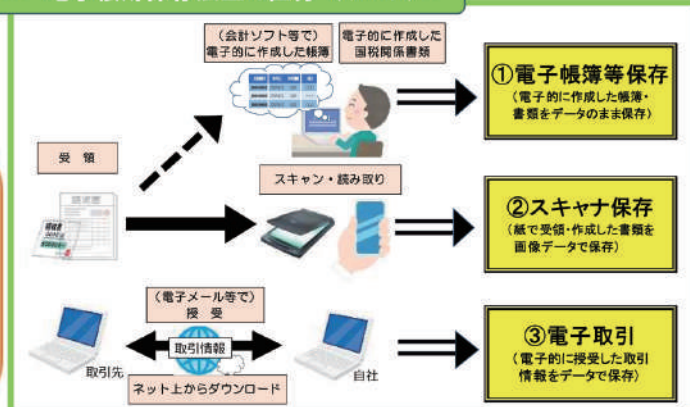 (会計ソフト等で)
電子的に作成した帳簿
電子的に作成した
国税関係書類
①電子帳簿等保存
(電子的に作成した帳簿・
書類をデータのまま保存)
受 領
スキャン・読み取り
②スキャナ保存
(紙で受領・作成した書類を
画像データで保存)
(電子メール等で)
授 受
取引情報
取引先
自社
ネット上からダウンロード
③電子取引
(電子的に授受した取引
情報をデータで保存)